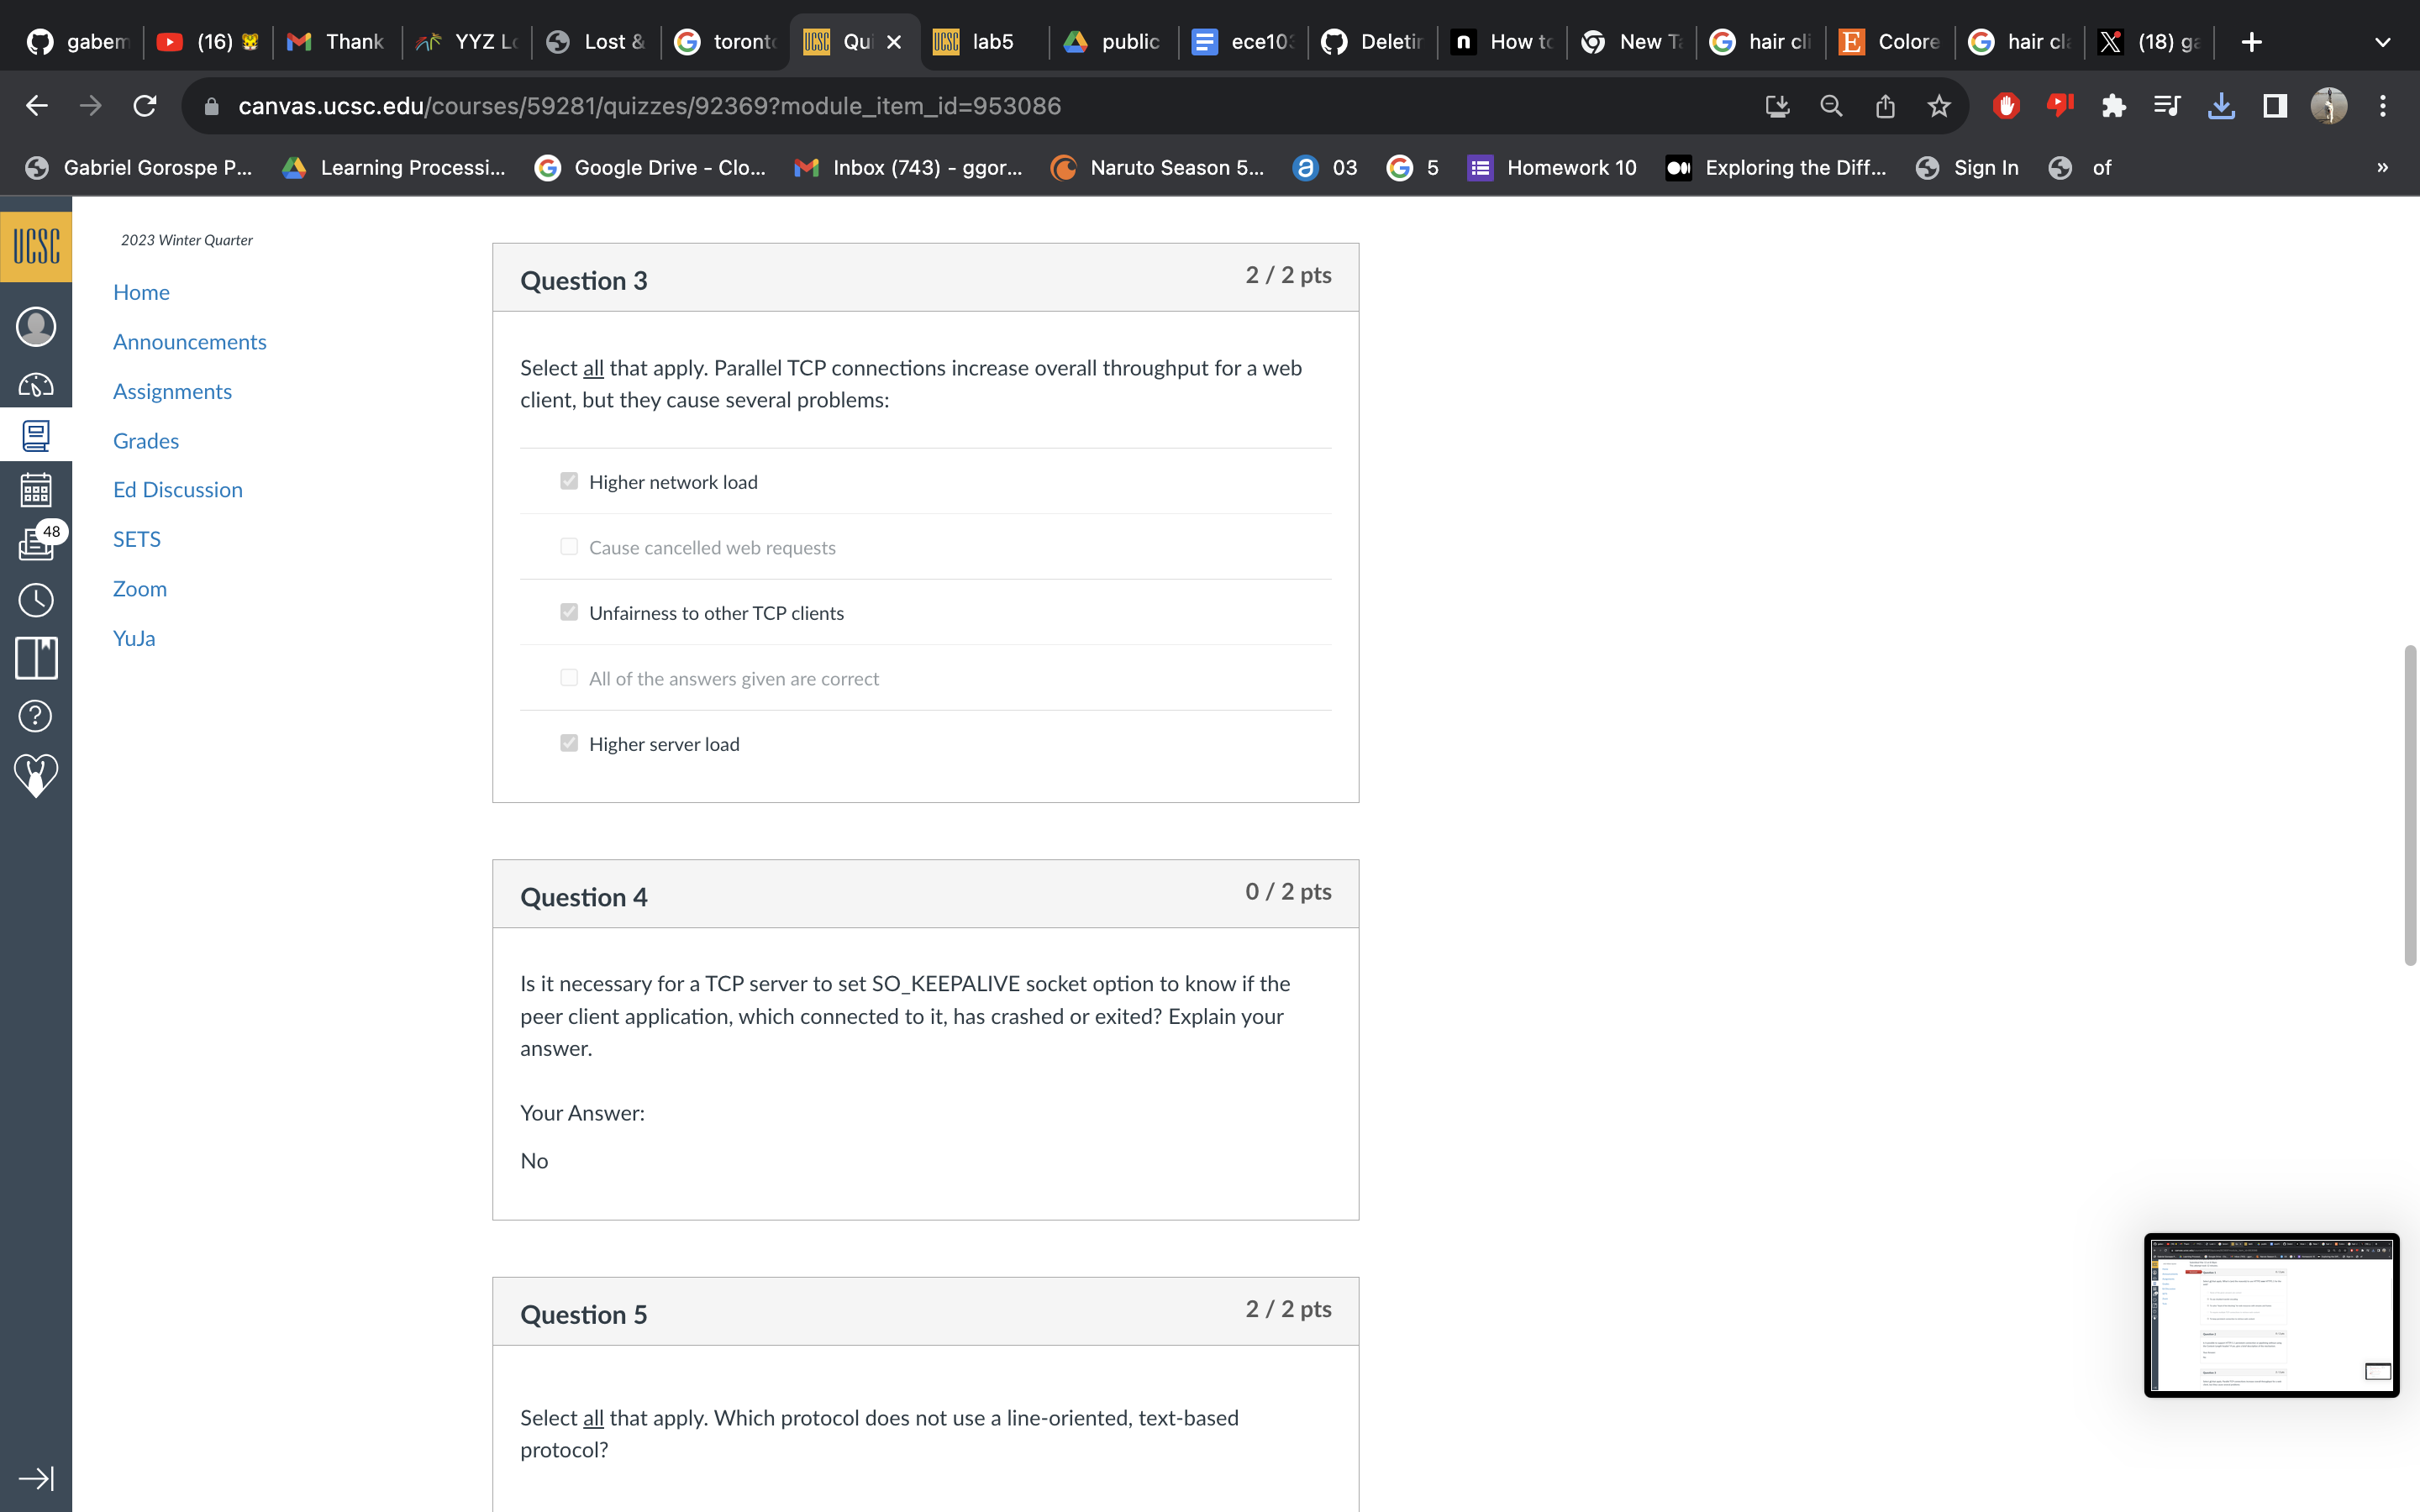 gabem
(16)
Thank
YYZ Lo
Lost &
toronto
Qui
lab5
public
ece103
Deletin
How to
New Ta
hair cli
Colore
hair cla
(18) ga
canvas.ucsc.edu/courses/59281/quizzes/92369?module_item_id=953086
Gabriel Gorospe P...
Learning Processi...
Google Drive - Clo...
Inbox (743) - ggor...
Naruto Season 5...
03
5
Homework 10
Exploring the Diff...
Sign In
of
»
UCSC
48
2023 Winter Quarter
Home
Announcements
Assignments
Grades
Ed Discussion
SETS
Zoom
YuJa
Question 3
2 / 2 pts
Select all that apply. Parallel TCP connections increase overall throughput for a web
client, but they cause several problems:
Higher network load
Cause cancelled web requests
Unfairness to other TCP clients
All of the answers given are correct
Higher server load
Question 4
0 / 2 pts
Is it necessary for a TCP server to set SO_KEEPALIVE socket option to know if the
peer client application, which connected to it, has crashed or exited? Explain your
answer.
Your Answer:
No
Question 5
2 / 2 pts
Select all that apply. Which protocol does not use a line-oriented, text-based
protocol?